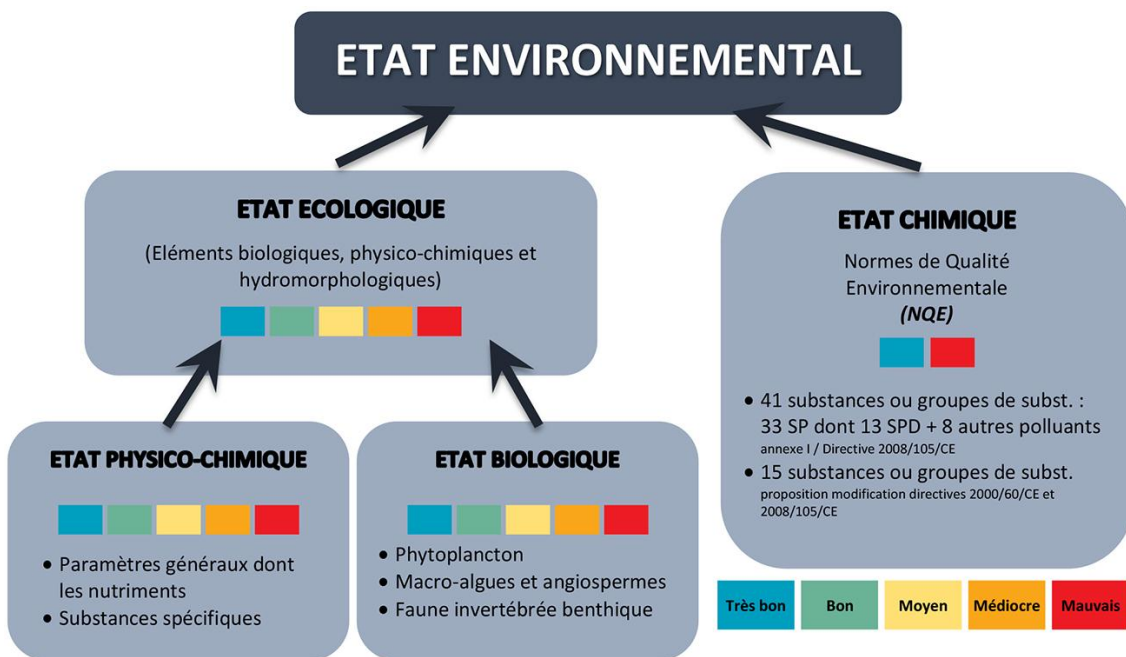 ETAT ENVIRONNEMENTAL
ETAT ECOLOGIQUE
(Eléments biologiques, physico-chimiques et
hydromorphologiques)
ETAT CHIMIQUE
Normes de Qualité
Environnementale
(NQE)
• 41 substances ou groupes de subst. :
33 SP dont 13 SPD + 8 autres polluants
annexe I / Directive 2008/105/CE
• 15 substances ou groupes de subst.
proposition modification directives 2000/60/CE et
2008/105/CE
ETAT PHYSICO-CHIMIQUE
• Paramètres généraux dont
les nutriments
• Substances spécifiques
ETAT BIOLOGIQUE
• Phytoplancton
• Macro-algues et angiospermes
• Faune invertébrée benthique
Très bon Bon Moyen Médiocre Mauvais